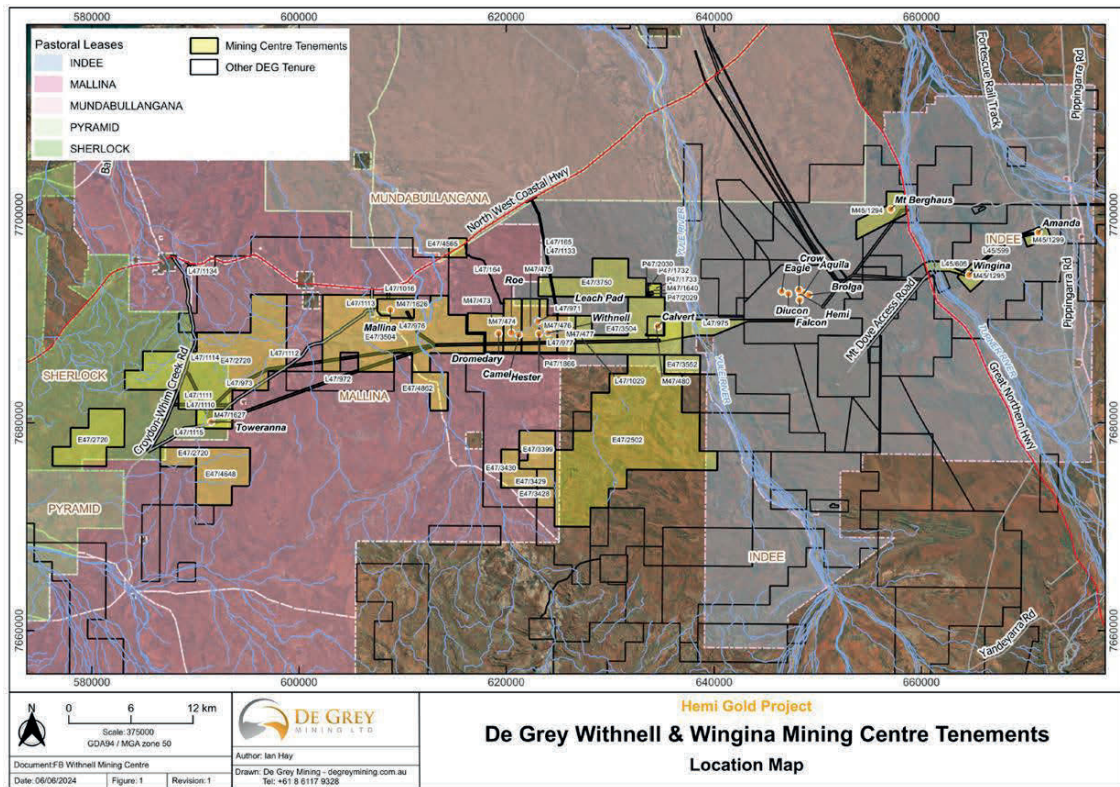 580000
600000
620000
640000
660000
Pastoral Leases
INDEE
MALLINA
MUNDABULLANGANA
PYRAMID
SHERLOCK
Mining Centre Tenements
Other DEG Tenure
Fortescue Rail Track
Pippingarra Rd
7700000
7700000
MUNDABULLANGANA
North West Coastal Hwy
YULE RIVER
M45/1294
Mt Berghaus
Amanda
INDEE
M45/1299
L45/599
L45/605
Wingina
M45/1295
E47/4565
L47/165
L47/1133
L47/164
M47/475
Roe
L47/1134
L47/1016
P47/2030
P47/1732
P47/1733
M47/1640
P47/2029
E47/3750
Crow
Eagle
Aquila
Brolga
L47/1113
M47/1626
M47/473
L47/971
Leach Pad
Mallina
L47/976
E47/3504
M47/474
M47/476
Withnell
M47/477
E47/3504
Calvert
L47/975
Diucon
Hemi
Falcon
Mt Dove Access Road
L47/977
Dromedary
P47/1866
Camel
Hester
E47/3552
M47/480
L47/1029
L47/1114
E47/2720
L47/1112
L47/973
L47/972
MALLINA
E47/4862
SHERLOCK
Croydon-Whim Creek Rd
L47/1111
L47/1110
M47/1627
L47/1115
Toweranna
YULE RIVER
TURNER RIVER
Great Northern Hwy
Pippingarra Rd
7680000
7680000
E47/2720
E47/2720
E47/4648
E47/3399
E47/3430
E47/3429
E47/3428
E47/2502
PYRAMID
INDEE
Yandeyarra Rd
7660000
7660000
580000
600000
620000
640000
660000
N
0 6 12 km
Scale: 375000
GDA94 / MGA zone 50
Document:FB Withnell Mining Centre
Date: 06/06/2024
Figure: 1
Revision: 1
DE GREY
MINING LTD
Author: Ian Hay
Drawn: De Grey Mining - degreymining.com.au
Tel: +61 8 6117 9328
Hemi Gold Project
De Grey Withnell & Wingina Mining Centre Tenements
Location Map